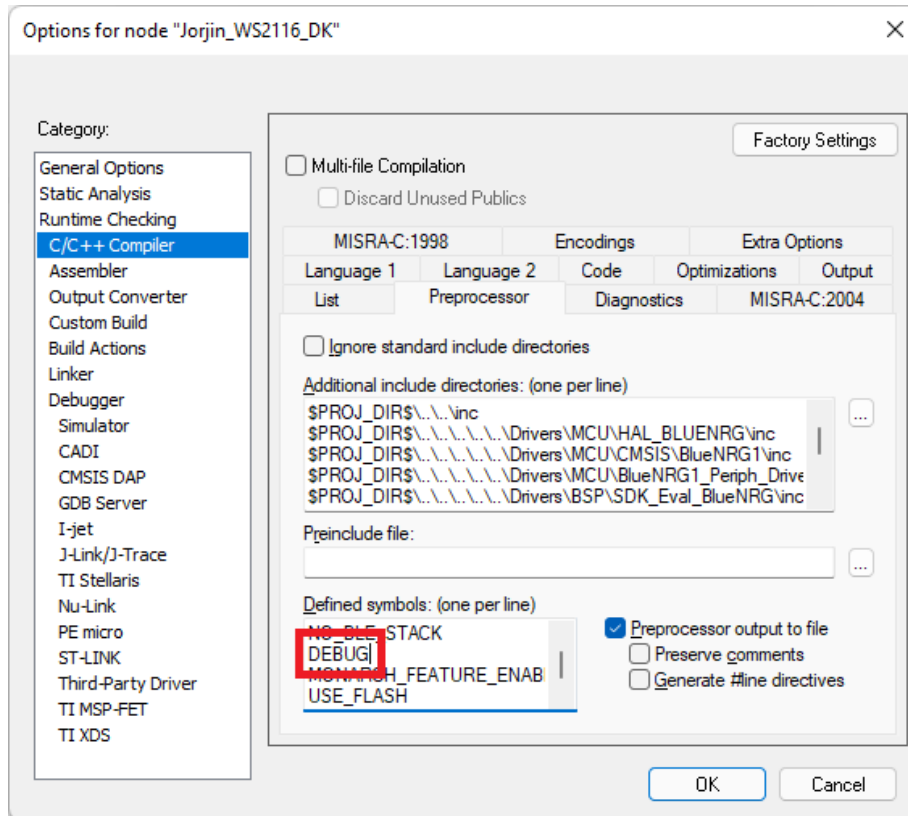 Options for node "Jorjin_WS2116_DK"
Category:
General Options
Static Analysis
Runtime Checking
C/C++ Compiler
Assembler
Output Converter
Custom Build
Build Actions
Linker
Debugger
Simulator
CADI
CMSIS DAP
GDB Server
I-jet
J-Link/J-Trace
TI Stellaris
Nu-Link
PE micro
ST-LINK
Third-Party Driver
TI MSP-FET
TI XDS
Factory Settings
Multi-file Compilation
Discard Unused Publics
MISRA-C:1998 Encodings Extra Options
Language 1 Language 2 Code Optimizations Output
List Preprocessor Diagnostics MISRA-C:2004
Ignore standard include directories
Additional include directories: (one per line)
$PROJ_DIR$\..\..\inc
$PROJ_DIR$\..\..\..\..\..\..\Drivers\MCU\HAL_BLUENRG\inc
$PROJ_DIR$\..\..\..\..\..\..\Drivers\MCU\CMSIS\BlueNRG1\inc
$PROJ_DIR$\..\..\..\..\..\..\Drivers\MCU\BlueNRG1_Periph_Drive
$PROJ_DIR$\..\..\..\..\..\..\Drivers\BSP\SDK_Eval_BlueNRG\inc
...
Preinclude file:
...
Defined symbols: (one per line)
NO_BLE_STACK
DEBUG
MONARCH_FEATURE_ENAB
USE_FLASH
Preprocessor output to file
Preserve comments
Generate #line directives
OK Cancel